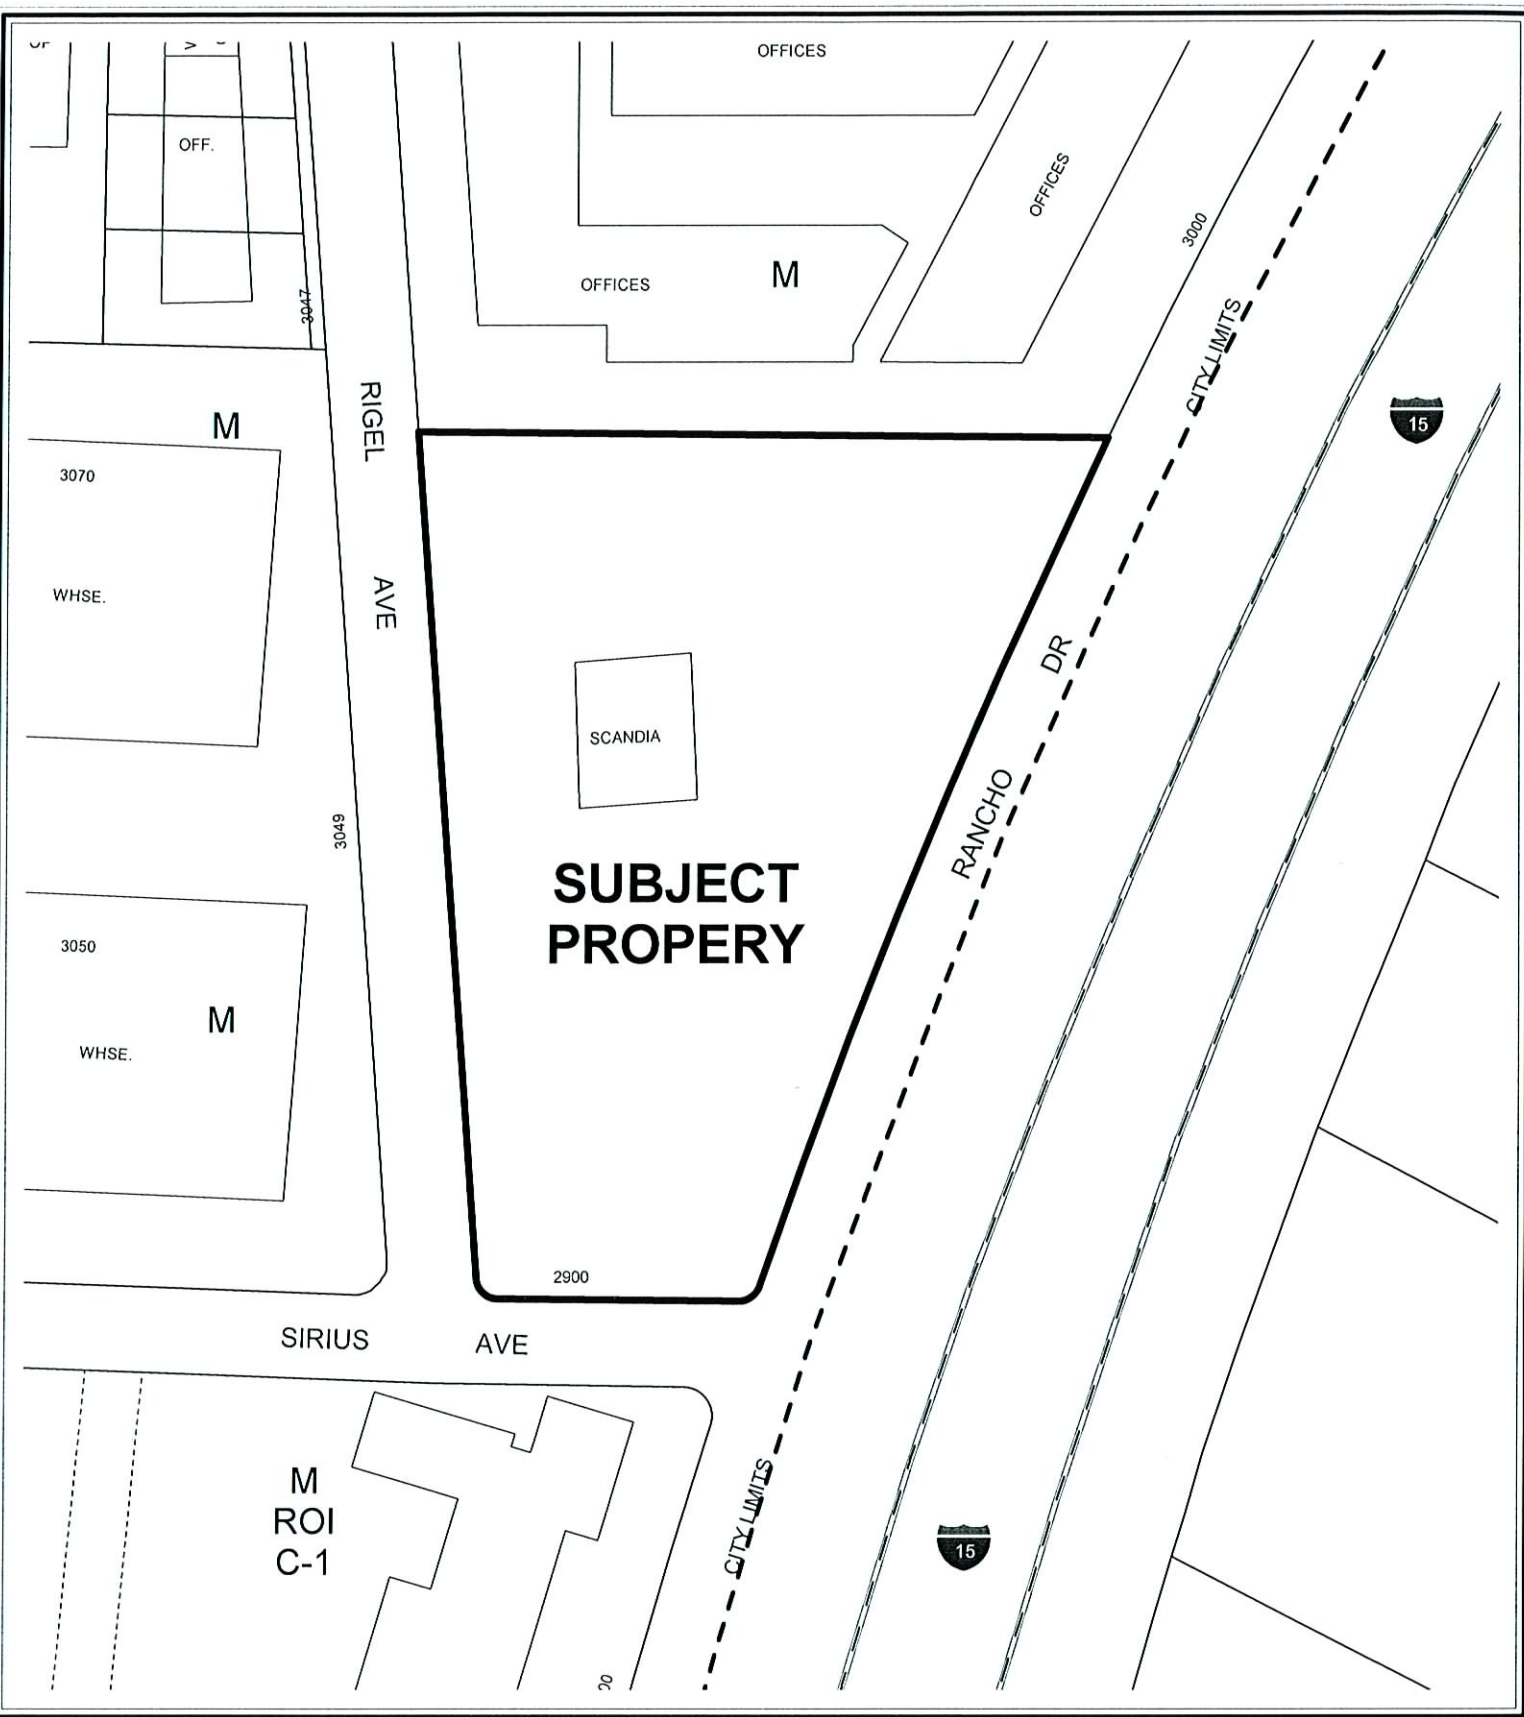 OFFICES
OFF.
OFFICES
3000
OFFICES
M
3047
CITY LIMITS
RIGEL AVE
15
M
3070
WHSE.
RANCHO DR
SCANDIA
3049
SUBJECT
PROPERY
3050
M
WHSE.
2900
SIRIUS AVE
M
ROI
C-1
CITY LIMITS
15